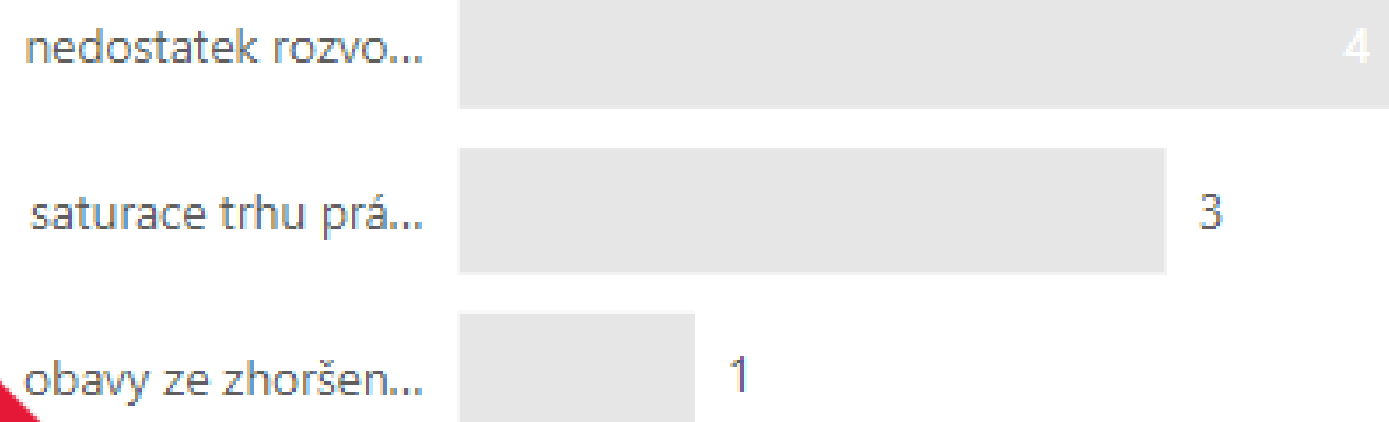 nedostatek rozvo... 4
saturace trhu prá... 3
obavy ze zhoršen... 1